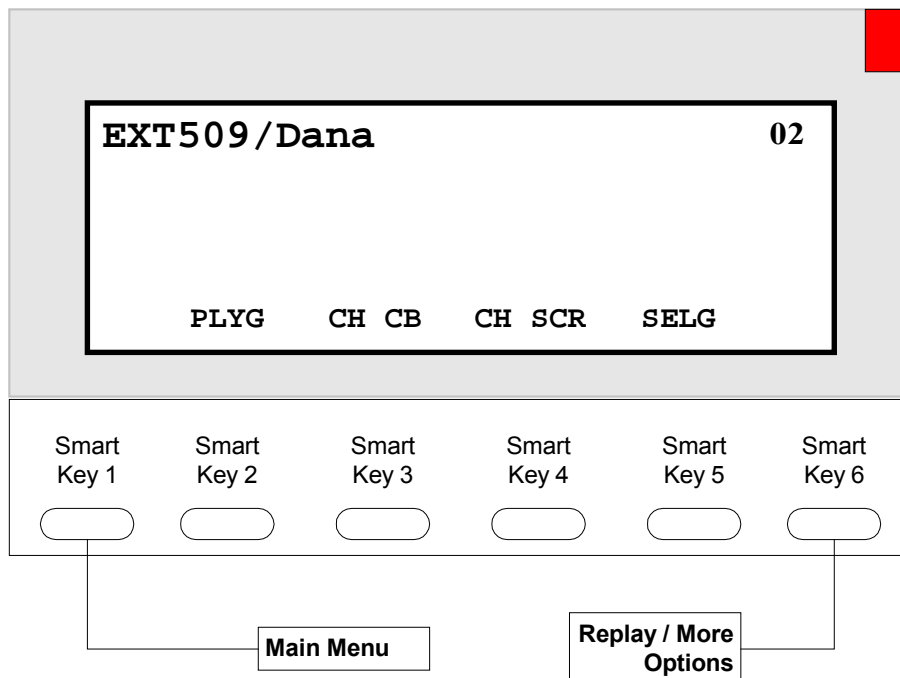 EXT509/Dana 02
PLYG CH CB CH SCR SELG
Smart Smart Smart Smart Smart Smart
Key 1 Key 2 Key 3 Key 4 Key 5 Key 6
Main Menu
Replay / More
Options